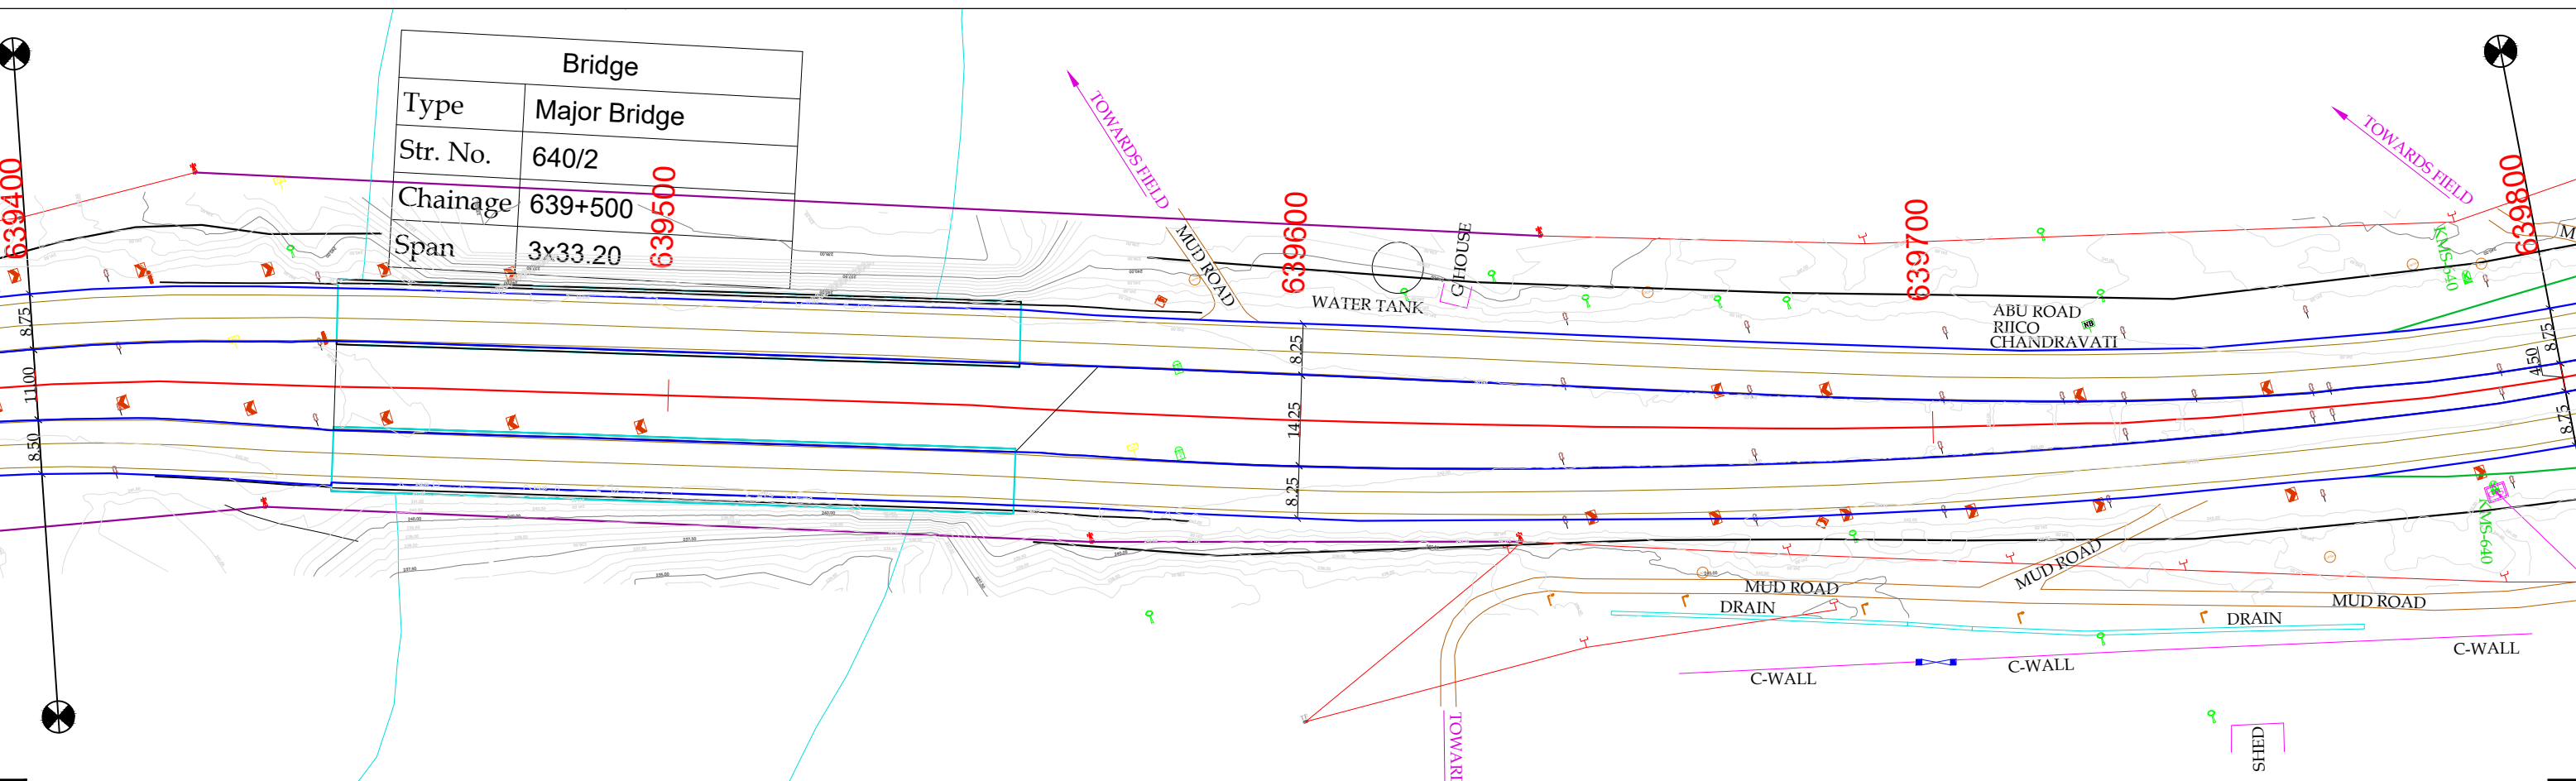 Bridge
Type Major Bridge
Str. No. 640/2
Chainage 639+500
Span 3x33.20
639400
639500
639600
639700
639800
TOWARDS FIELD
TOWARDS FIELD
MUD ROAD
WATER TANK
G.HOUSE
ABU ROAD
RIICO
CHANDRAVATI
KMS-640
8.75
11.00
8.50
8.25
14.25
8.25
8.75
4.50
8.75
KMS-640
MUD ROAD
MUD ROAD
MUD ROAD
DRAIN
DRAIN
C-WALL
C-WALL
C-WALL
SHED